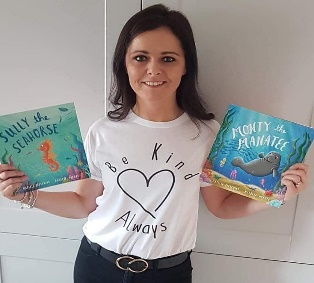 SULLY the
SEAHORSE
Be Kind
Always
MONTY the
MANATEE